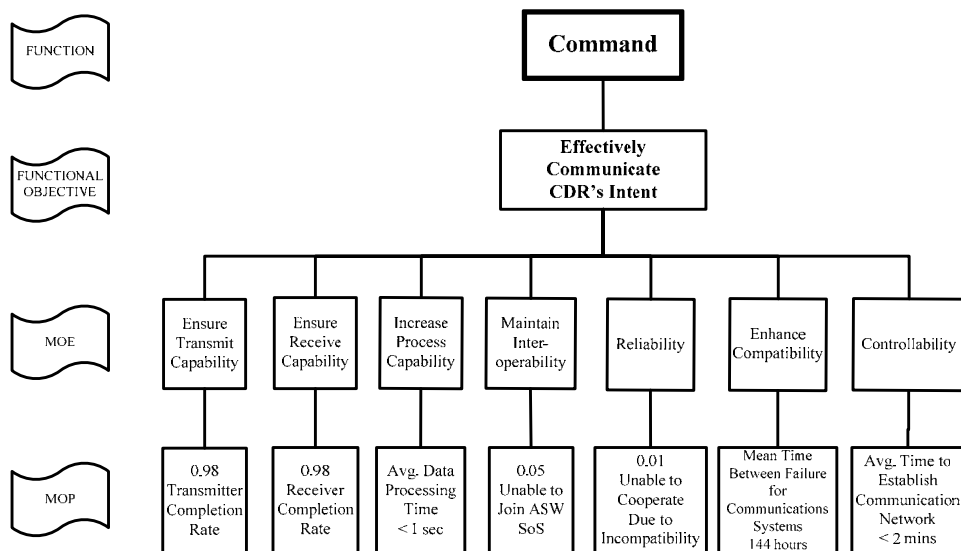 FUNCTION
Command
FUNCTIONAL
OBJECTIVE
Effectively
Communicate
CDR's Intent
MOE
Ensure
Transmit
Capability
Ensure
Receive
Capability
Increase
Process
Capability
Maintain
Inter-
operability
Reliability
Enhance
Compatibility
Controllability
MOP
0.98
Transmitter
Completion
Rate
0.98
Receiver
Completion
Rate
Avg. Data
Processing
Time
< 1 sec
0.05
Unable to
Join ASW
SoS
0.01
Unable to
Cooperate
Due to
Incompatibility
Mean Time
Between Failure
for
Communications
Systems
144 hours
Avg. Time to
Establish
Communication
Network
< 2 mins